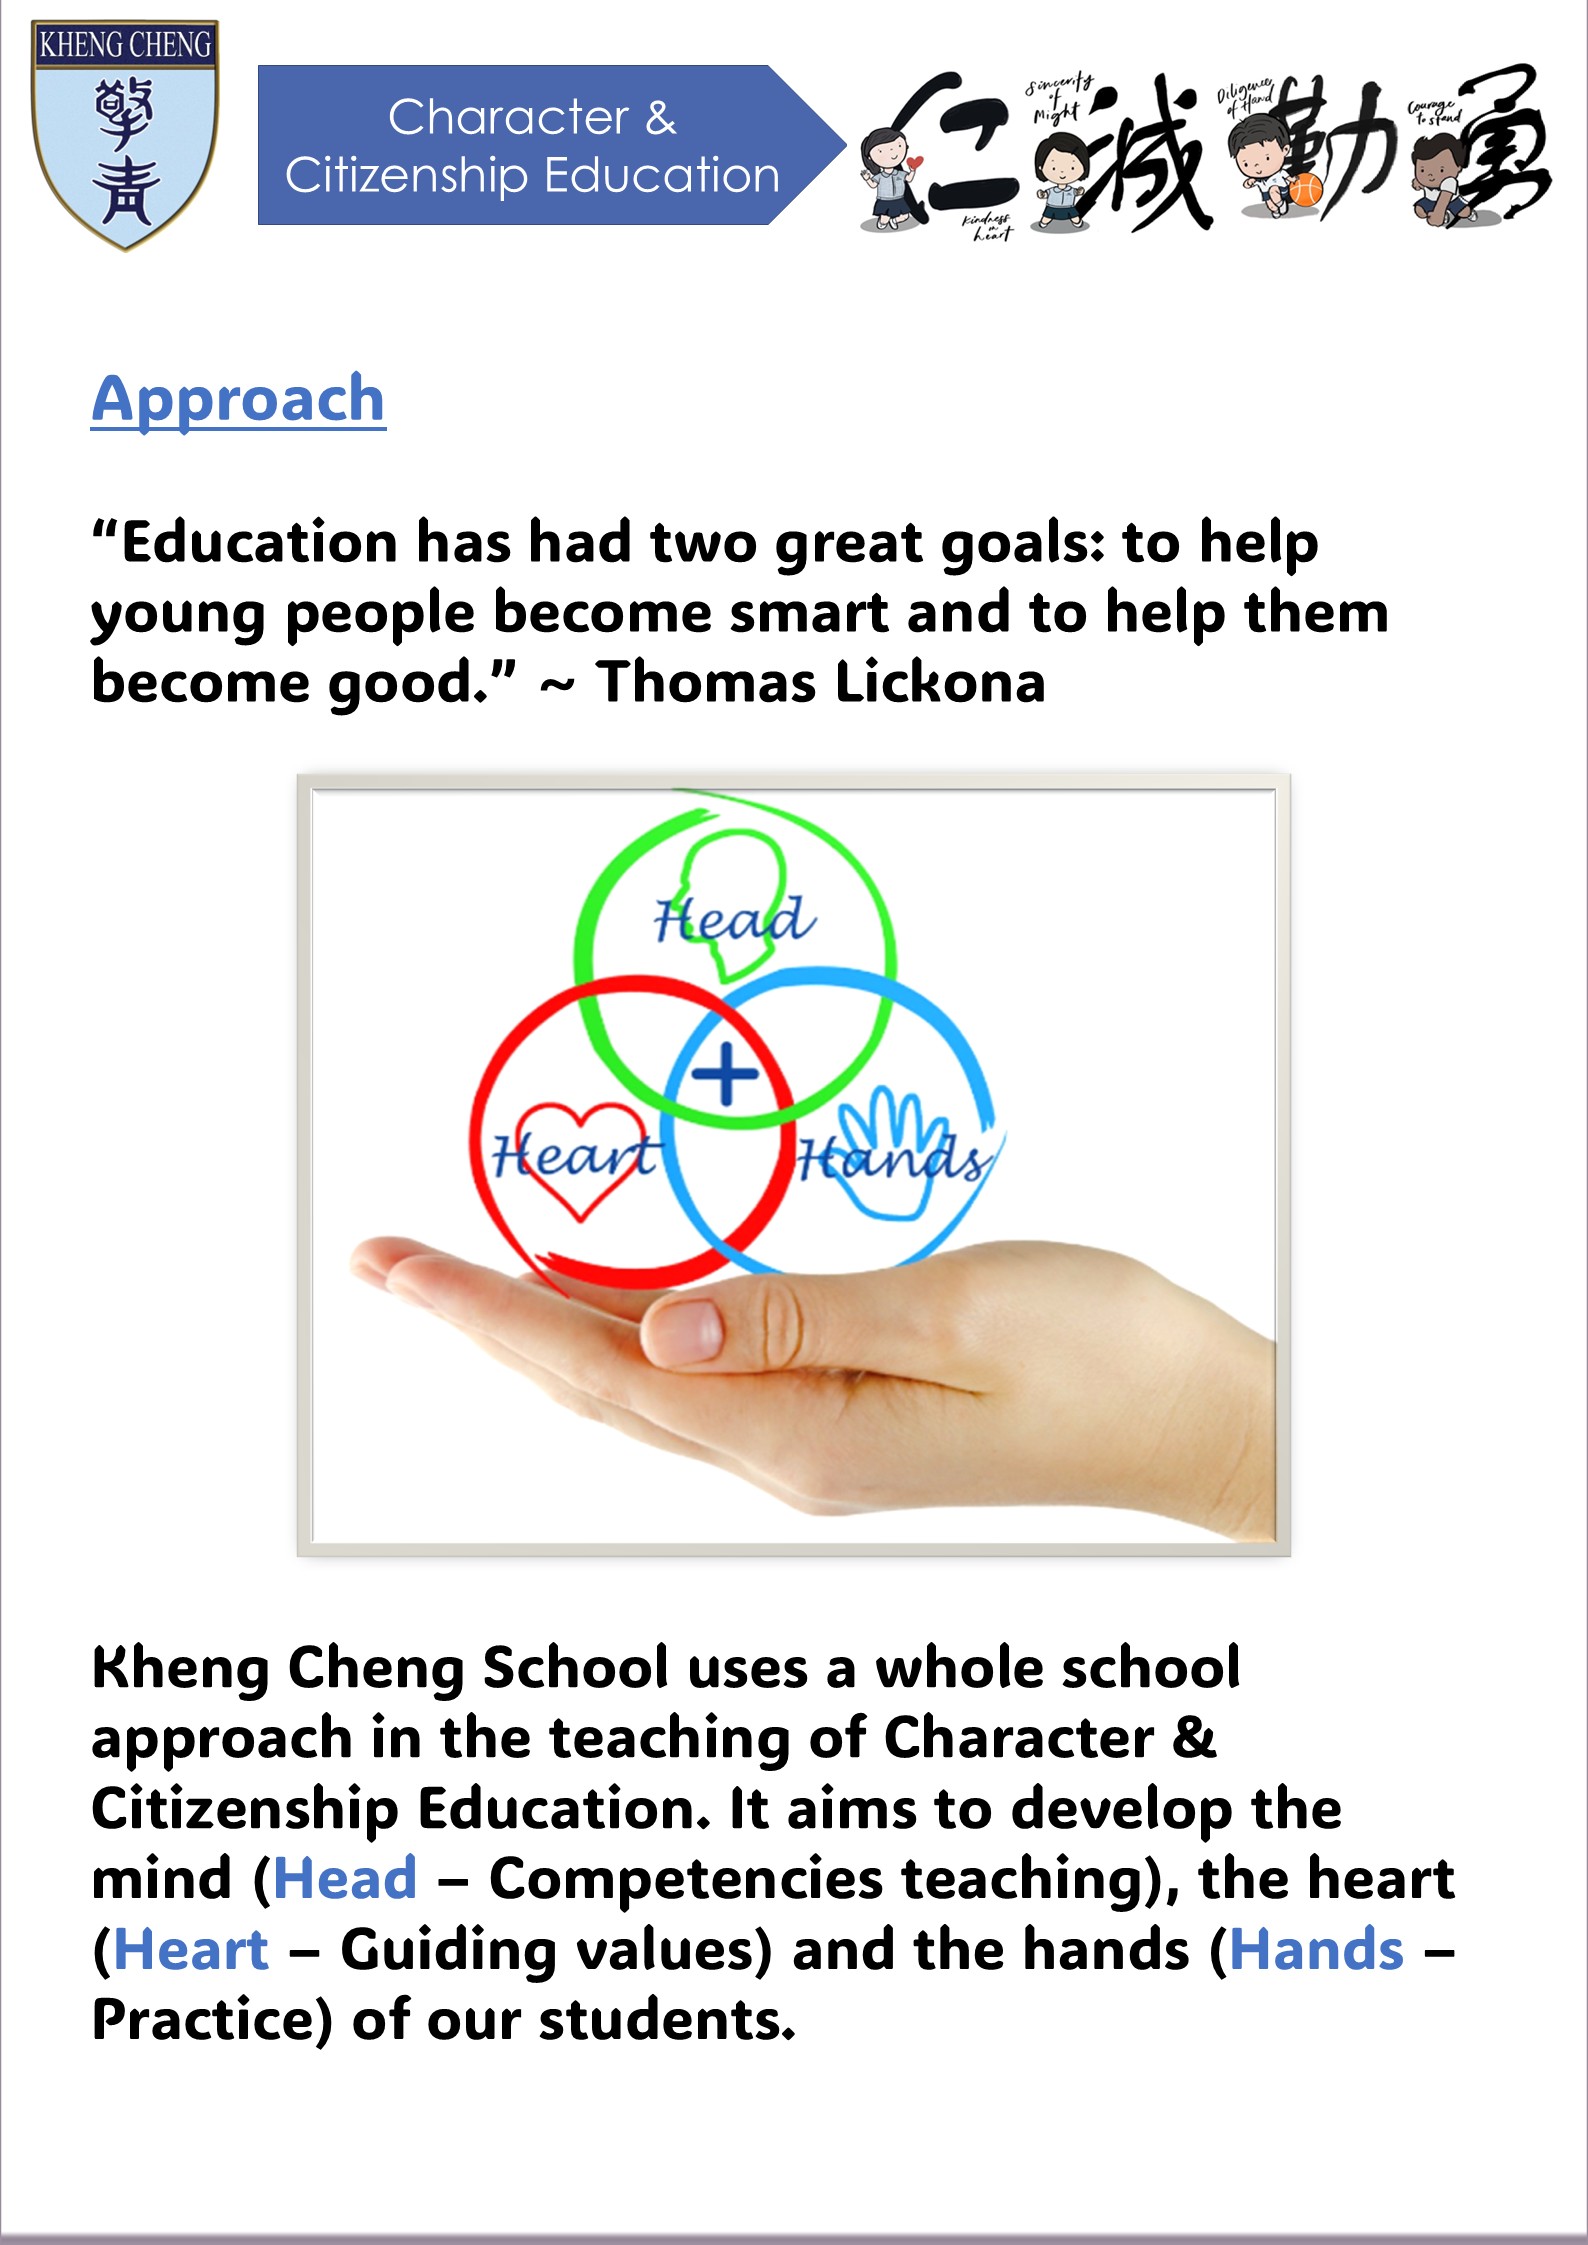 KHENG CHENG
擎青
Character &
Citizenship Education
仁诚勤勇
Kindness
in
heart
Sincerity
of
Might
Diligence
of Hand
Courage
to stand
Approach
“Education has had two great goals: to help
young people become smart and to help them
become good.” ~ Thomas Lickona
Head
+
Heart
Hands
Kheng Cheng School uses a whole school
approach in the teaching of Character &
Citizenship Education. It aims to develop the
mind (Head – Competencies teaching), the heart
(Heart – Guiding values) and the hands (Hands –
Practice) of our students.